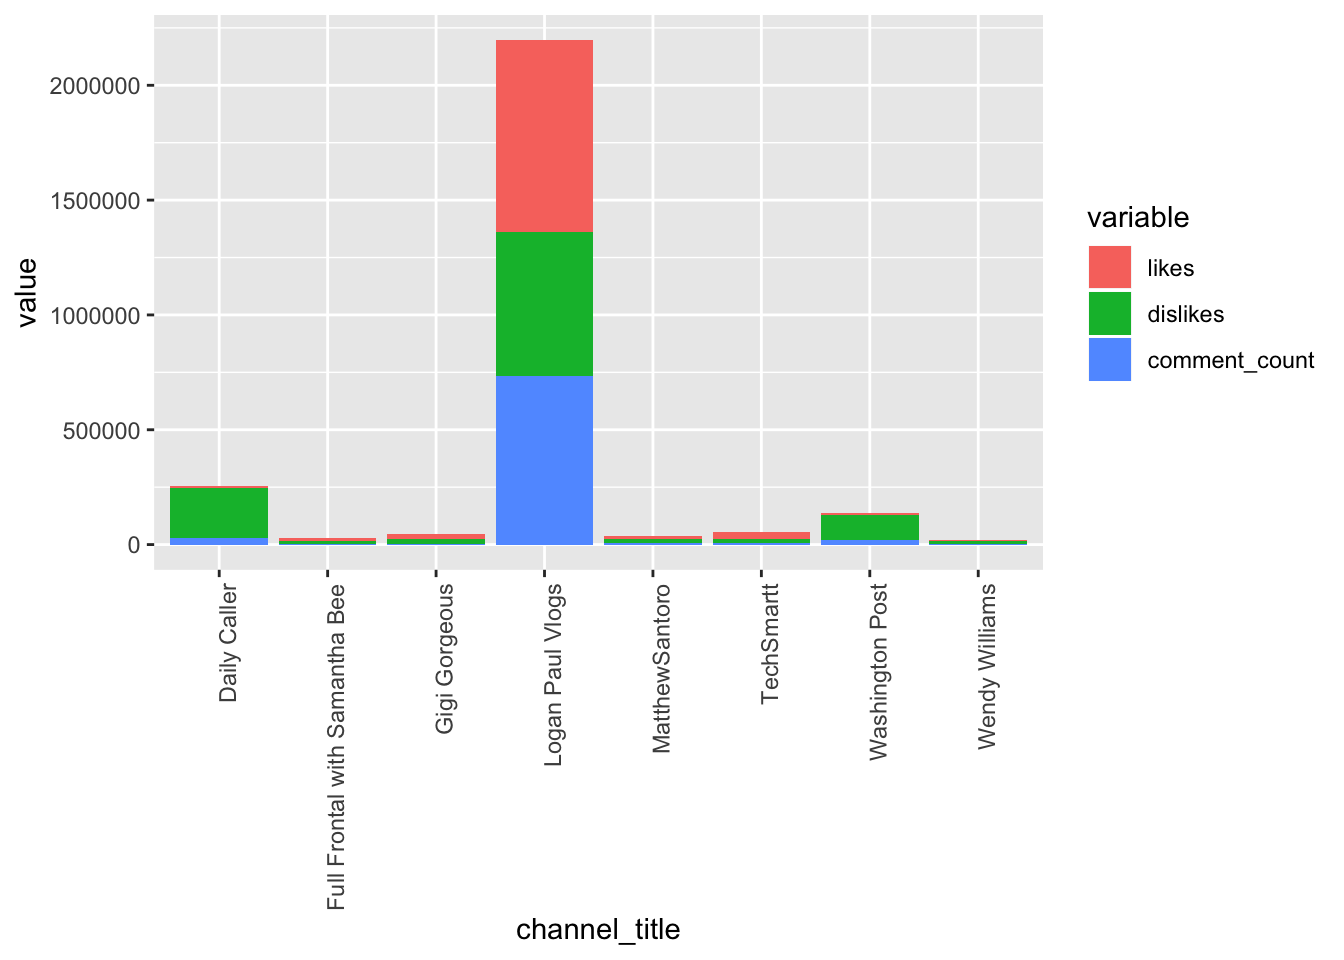 2000000
1500000
1000000
500000
0
value
Daily Caller
Full Frontal with Samantha Bee
Gigi Gorgeous
Logan Paul Vlogs
MatthewSantoro
TechSmartt
Washington Post
Wendy Williams
channel_title
variable
likes
dislikes
comment_count